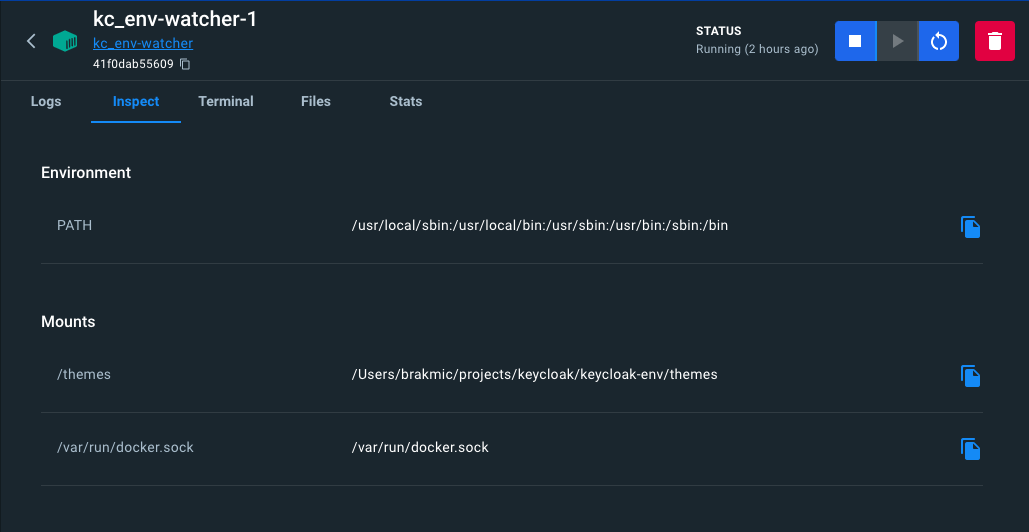 kc_env-watcher-1
kc_env-watcher
41f0dab55609
STATUS
Running (2 hours ago)
Logs
Inspect
Terminal
Files
Stats
Environment
PATH
/usr/local/sbin:/usr/local/bin:/usr/sbin:/usr/bin:/sbin:/bin
Mounts
/themes
/Users/brakmic/projects/keycloak/keycloak-env/themes
/var/run/docker.sock
/var/run/docker.sock